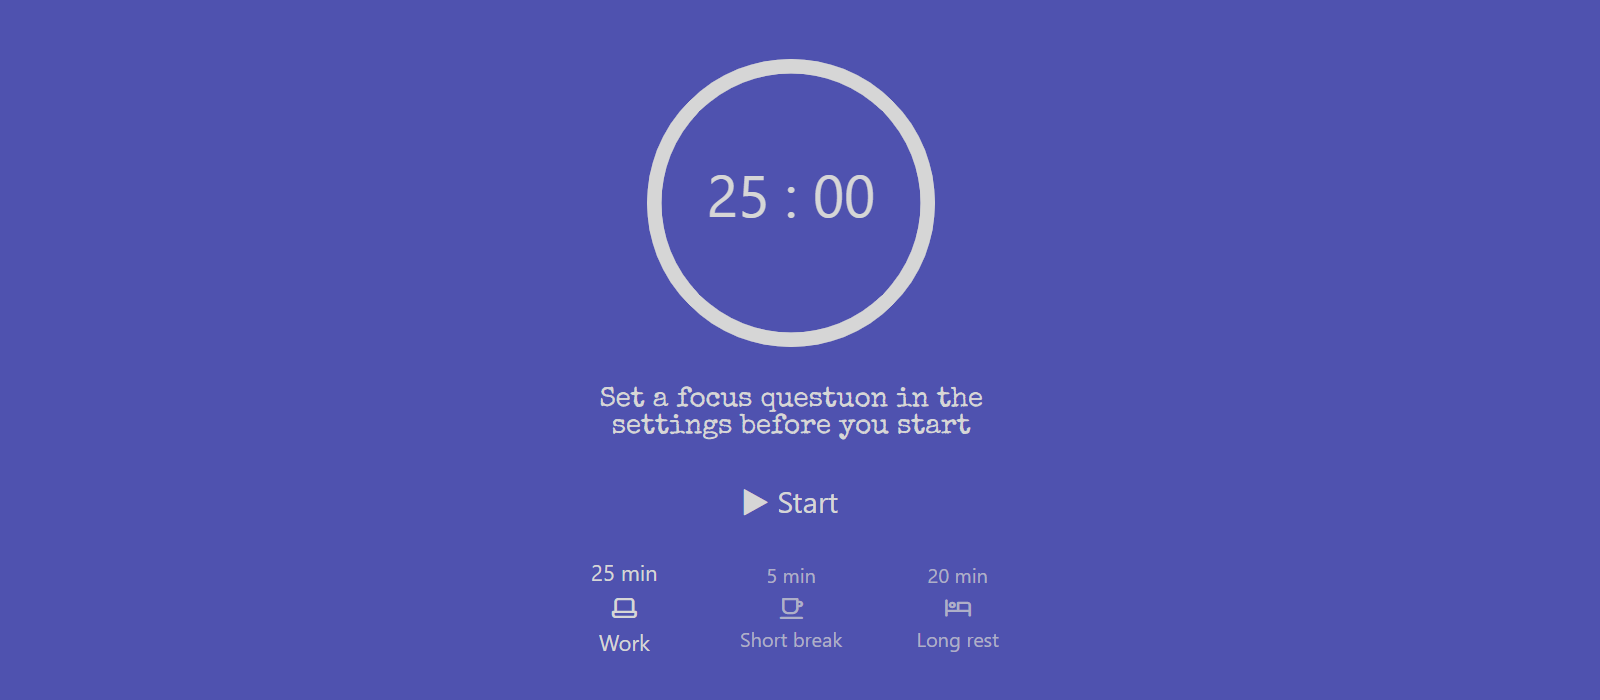 25 : 00
Set a focus questuon in the
settings before you start
Start
25 min
5 min
20 min
Work
Short break
Long rest